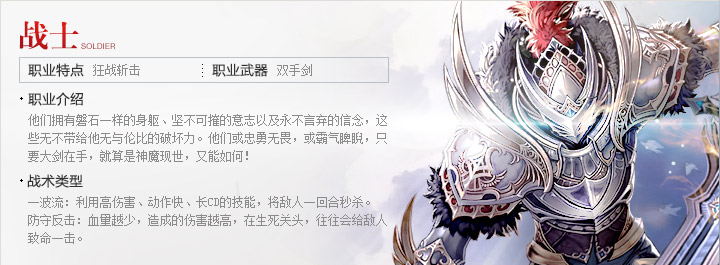 战士 SOLDIER
职业特点 狂战斩击 职业武器 双手剑
职业介绍
他们拥有磐石一样的身躯、坚不可摧的意志以及永不言弃的信念，这
些无不带给他无与伦比的破坏力。他们或忠勇无畏，或霸气睥睨，只
要大剑在手，就算是神魔现世，又能如何！
战术类型
一波流：利用高伤害、动作快、长CD的技能，将敌人一回合秒杀。
防守反击：血量越少，造成的伤害越高，在生死关头，往往会给敌人
致命一击。